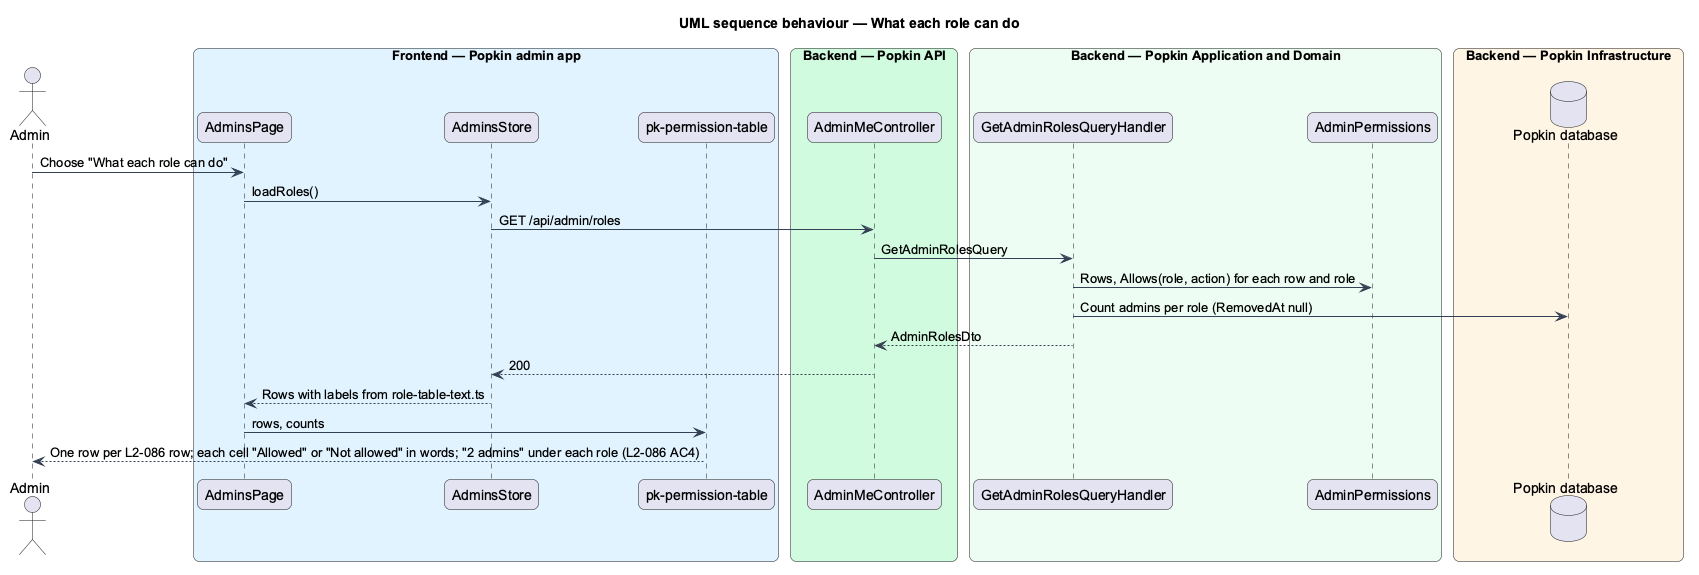 UML sequence behaviour — What each role can do
Frontend — Popkin admin app
Backend — Popkin API
Backend — Popkin Application and Domain
Backend — Popkin Infrastructure
Admin
AdminsPage
AdminsStore
pk-permission-table
AdminMeController
GetAdminRolesQueryHandler
AdminPermissions
Popkin database
Choose "What each role can do"
loadRoles()
GET /api/admin/roles
GetAdminRolesQuery
Rows, Allows(role, action) for each row and role
Count admins per role (RemovedAt null)
AdminRolesDto
200
Rows with labels from role-table-text.ts
rows, counts
One row per L2-086 row; each cell "Allowed" or "Not allowed" in words; "2 admins" under each role (L2-086 AC4)
Admin
AdminsPage
AdminsStore
pk-permission-table
AdminMeController
GetAdminRolesQueryHandler
AdminPermissions
Popkin database